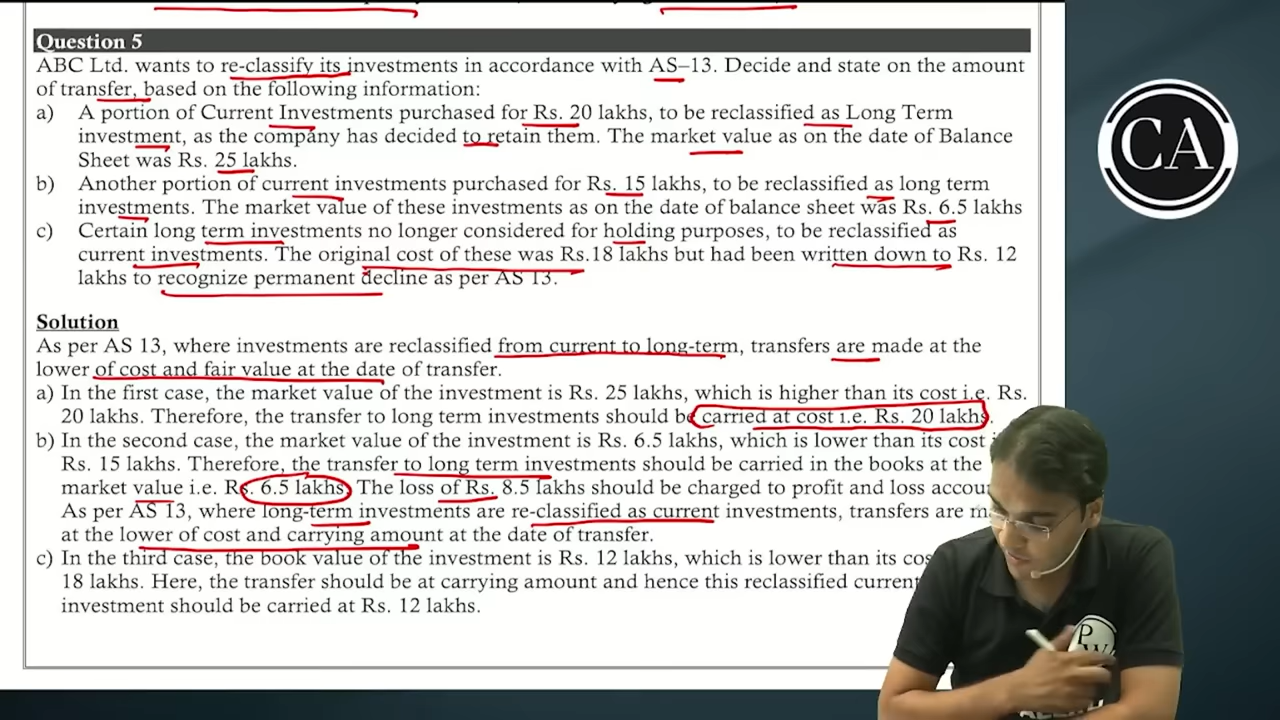 Question 5
ABC Ltd. wants to re-classify its investments in accordance with AS–13. Decide and state on the amount
of transfer, based on the following information:
a) A portion of Current Investments purchased for Rs. 20 lakhs, to be reclassified as Long Term
investment, as the company has decided to retain them. The market value as on the date of Balance
Sheet was Rs. 25 lakhs.
b) Another portion of current investments purchased for Rs. 15 lakhs, to be reclassified as long term
investments. The market value of these investments as on the date of balance sheet was Rs. 6.5 lakhs
c) Certain long term investments no longer considered for holding purposes, to be reclassified as
current investments. The original cost of these was Rs.18 lakhs but had been written down to Rs. 12
lakhs to recognize permanent decline as per AS 13.
Solution
As per AS 13, where investments are reclassified from current to long-term, transfers are made at the
lower of cost and fair value at the date of transfer.
a) In the first case, the market value of the investment is Rs. 25 lakhs, which is higher than its cost i.e. Rs.
20 lakhs. Therefore, the transfer to long term investments should be carried at cost i.e. Rs. 20 lakhs.
b) In the second case, the market value of the investment is Rs. 6.5 lakhs, which is lower than its cost
Rs. 15 lakhs. Therefore, the transfer to long term investments should be carried in the books at the
market value i.e. Rs. 6.5 lakhs. The loss of Rs. 8.5 lakhs should be charged to profit and loss
As per AS 13, where long-term investments are re-classified as current investments, transfers are
at the lower of cost and carrying amount at the date of transfer.
c) In the third case, the book value of the investment is Rs. 12 lakhs, which is lower than its
18 lakhs. Here, the transfer should be at carrying amount and hence this reclassified current
investment should be carried at Rs. 12 lakhs.
CA
PW